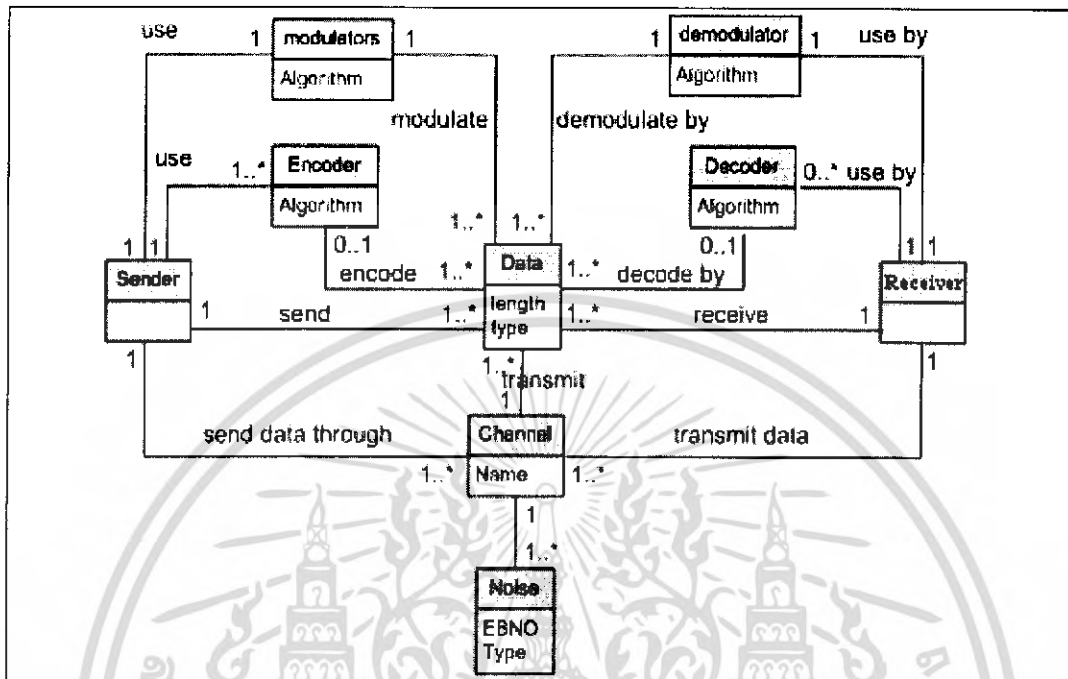 use 1 modulators 1 1 demodulator 1 use by
Algorithm Algorithm
modulate demodulate by
use 1..* Encoder Decoder 0..* use by
Algorithm Algorithm
1..* 1..*
1 1 0..1 0..1 1 1
Sender encode 1..* Data 1..* decode by Receiver
1 send 1..* length 1..* receive 1
type
1 1..* 1
transmit
1
send data through Channal transmit data
1..* Name 1..*
1
1..*
Noise
EBNO
Type